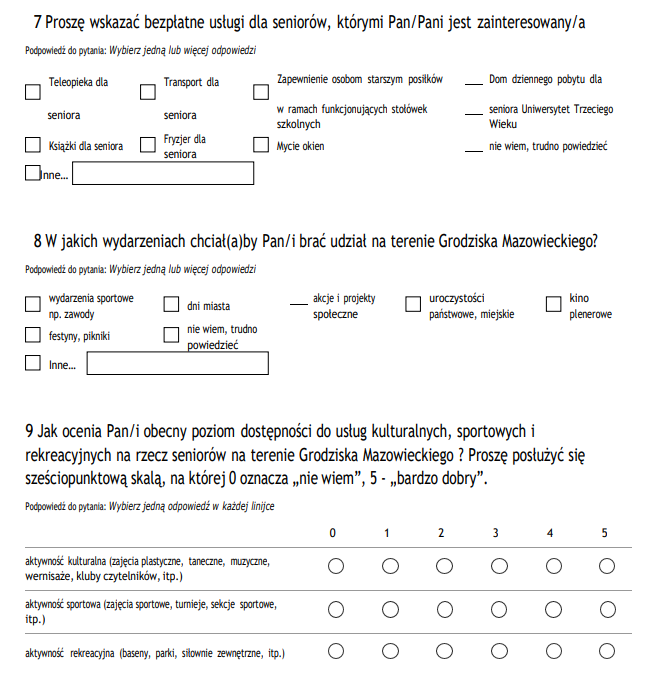 7 Proszę wskazać bezpłatne usługi dla seniorów, którymi Pan/Pani jest zainteresowany/a
Podpowiedź do pytania: Wybierz jedną lub więcej odpowiedzi
Teleopieka dla
seniora
Transport dla
seniora
Zapewnienie osobom starszym posiłków
w ramach funkcjonujących stołówek
szkolnych
Dom dziennego pobytu dla
seniora Uniwersytet Trzeciego
Wieku
Książki dla seniora
Fryzjer dla
seniora
Mycie okien
nie wiem, trudno powiedzieć
Inne...
8 W jakich wydarzeniach chciał(a)by Pan/i brać udział na terenie Grodziska Mazowieckiego?
Podpowiedź do pytania: Wybierz jedną lub więcej odpowiedzi
wydarzenia sportowe
np. zawody
dni miasta
akcje i projekty
społeczne
uroczystości
państwowe, miejskie
kino
plenerowe
festyny, pikniki
nie wiem, trudno
powiedzieć
Inne...
9 Jak ocenia Pan/i obecny poziom dostępności do usług kulturalnych, sportowych i
rekreacyjnych na rzecz seniorów na terenie Grodziska Mazowieckiego ? Proszę posłużyć się
sześciopunktową skalą, na której 0 oznacza „nie wiem”, 5 - „bardzo dobry”.
Podpowiedź do pytania: Wybierz jedną odpowiedź w każdej linijce
0 1 2 3 4 5
aktywność kulturalna (zajęcia plastyczne, taneczne, muzyczne,
wernisaże, kluby czytelników, itp.)
aktywność sportowa (zajęcia sportowe, turnieje, sekcje sportowe,
itp.)
aktywność rekreacyjna (baseny, parki, siłownie zewnętrzne, itp.)